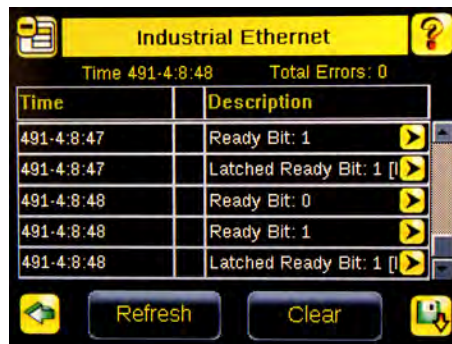 Industrial Ethernet
Time 491-4:8:48 Total Errors: 0
Time Description
491-4:8:47 Ready Bit: 1
491-4:8:47 Latched Ready Bit: 1 [
491-4:8:48 Ready Bit: 0
491-4:8:48 Ready Bit: 1
491-4:8:48 Latched Ready Bit: 1 [
Refresh Clear